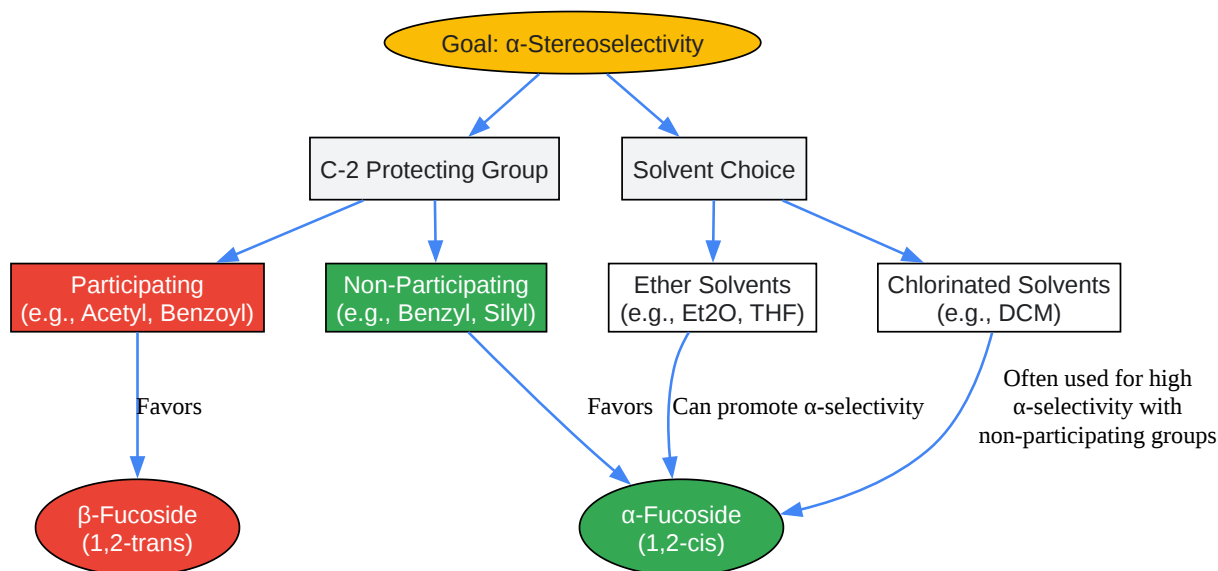 Goal: α-Stereoselectivity
C-2 Protecting Group
Solvent Choice
Participating
(e.g., Acetyl, Benzoyl)
Non-Participating
(e.g., Benzyl, Silyl)
Ether Solvents
(e.g., Et2O, THF)
Chlorinated Solvents
(e.g., DCM)
Favors
Favors
Can promote α-selectivity
Often used for high
α-selectivity with
non-participating groups
β-Fucoside
(1,2-trans)
α-Fucoside
(1,2-cis)